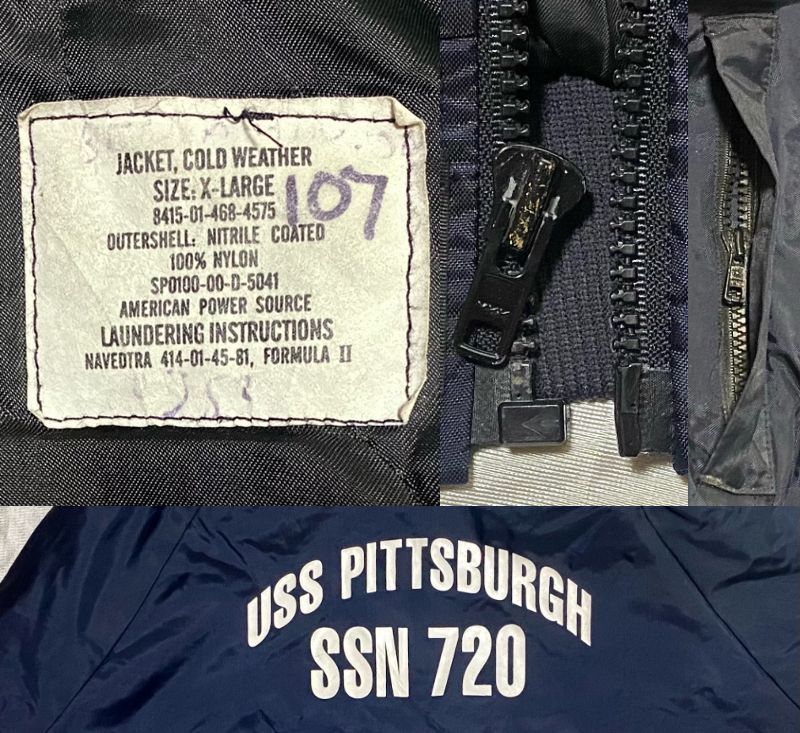 JACKET, COLD WEATHER
SIZE: X-LARGE
107
8415-01-468-4575
OUTERSHELL: NITRILE COATED
100% NYLON
SP0100-00-D-5041
AMERICAN POWER SOURCE
LAUNDERING INSTRUCTIONS
NAVEDTRA 414-01-45-81, FORMULA II
USS PITTSBURGH
SSN 720